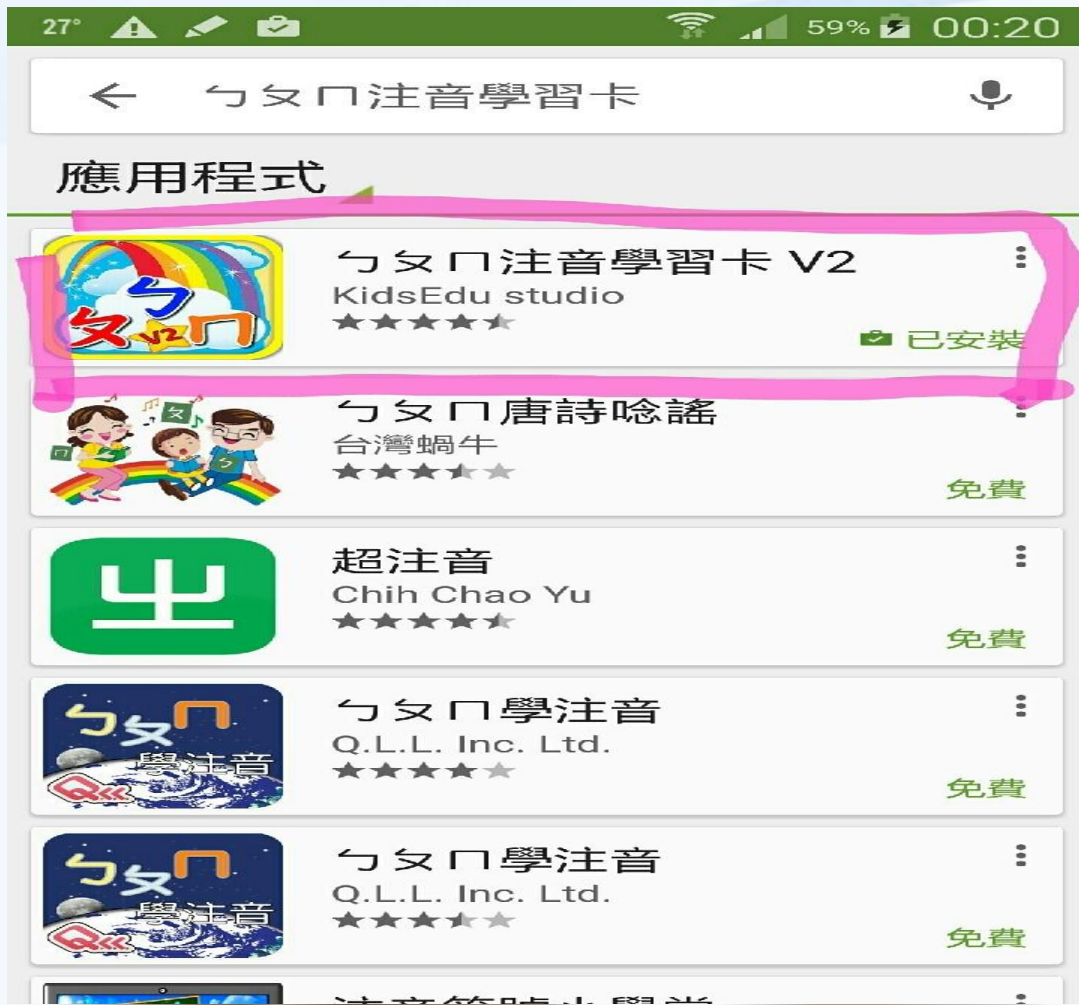 27° 59% 00:20
ㄅㄆㄇ注音學習卡
應用程式
ㄅㄆㄇ注音學習卡 V2
KidsEdu studio
已安裝
ㄅ
ㄆ V2 ㄇ
ㄅㄆㄇ唐詩唸謠
台灣蝸牛
免費
ㄆ
ㄇ
ㄅ
超注音
Chih Chao Yu
免費
ㄓ
ㄅㄆㄇ學注音
Q.L.L. Inc. Ltd.
免費
ㄅㄆㄇ
學注音
ㄅㄆㄇ學注音
Q.L.L. Inc. Ltd.
免費
ㄅㄆㄇ
學注音